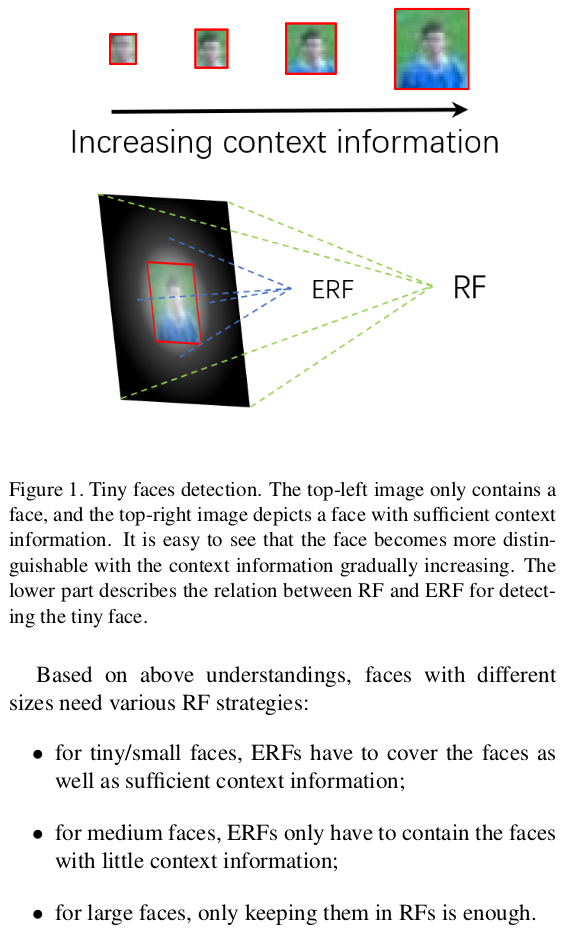 Increasing context information
ERF
RF
Figure 1. Tiny faces detection. The top-left image only contains a
face, and the top-right image depicts a face with sufficient context
information. It is easy to see that the face becomes more distin-
guishable with the context information gradually increasing. The
lower part describes the relation between RF and ERF for detect-
ing the tiny face.
Based on above understandings, faces with different
sizes need various RF strategies:
• for tiny/small faces, ERFs have to cover the faces as
well as sufficient context information;
• for medium faces, ERFs only have to contain the faces
with little context information;
• for large faces, only keeping them in RFs is enough.